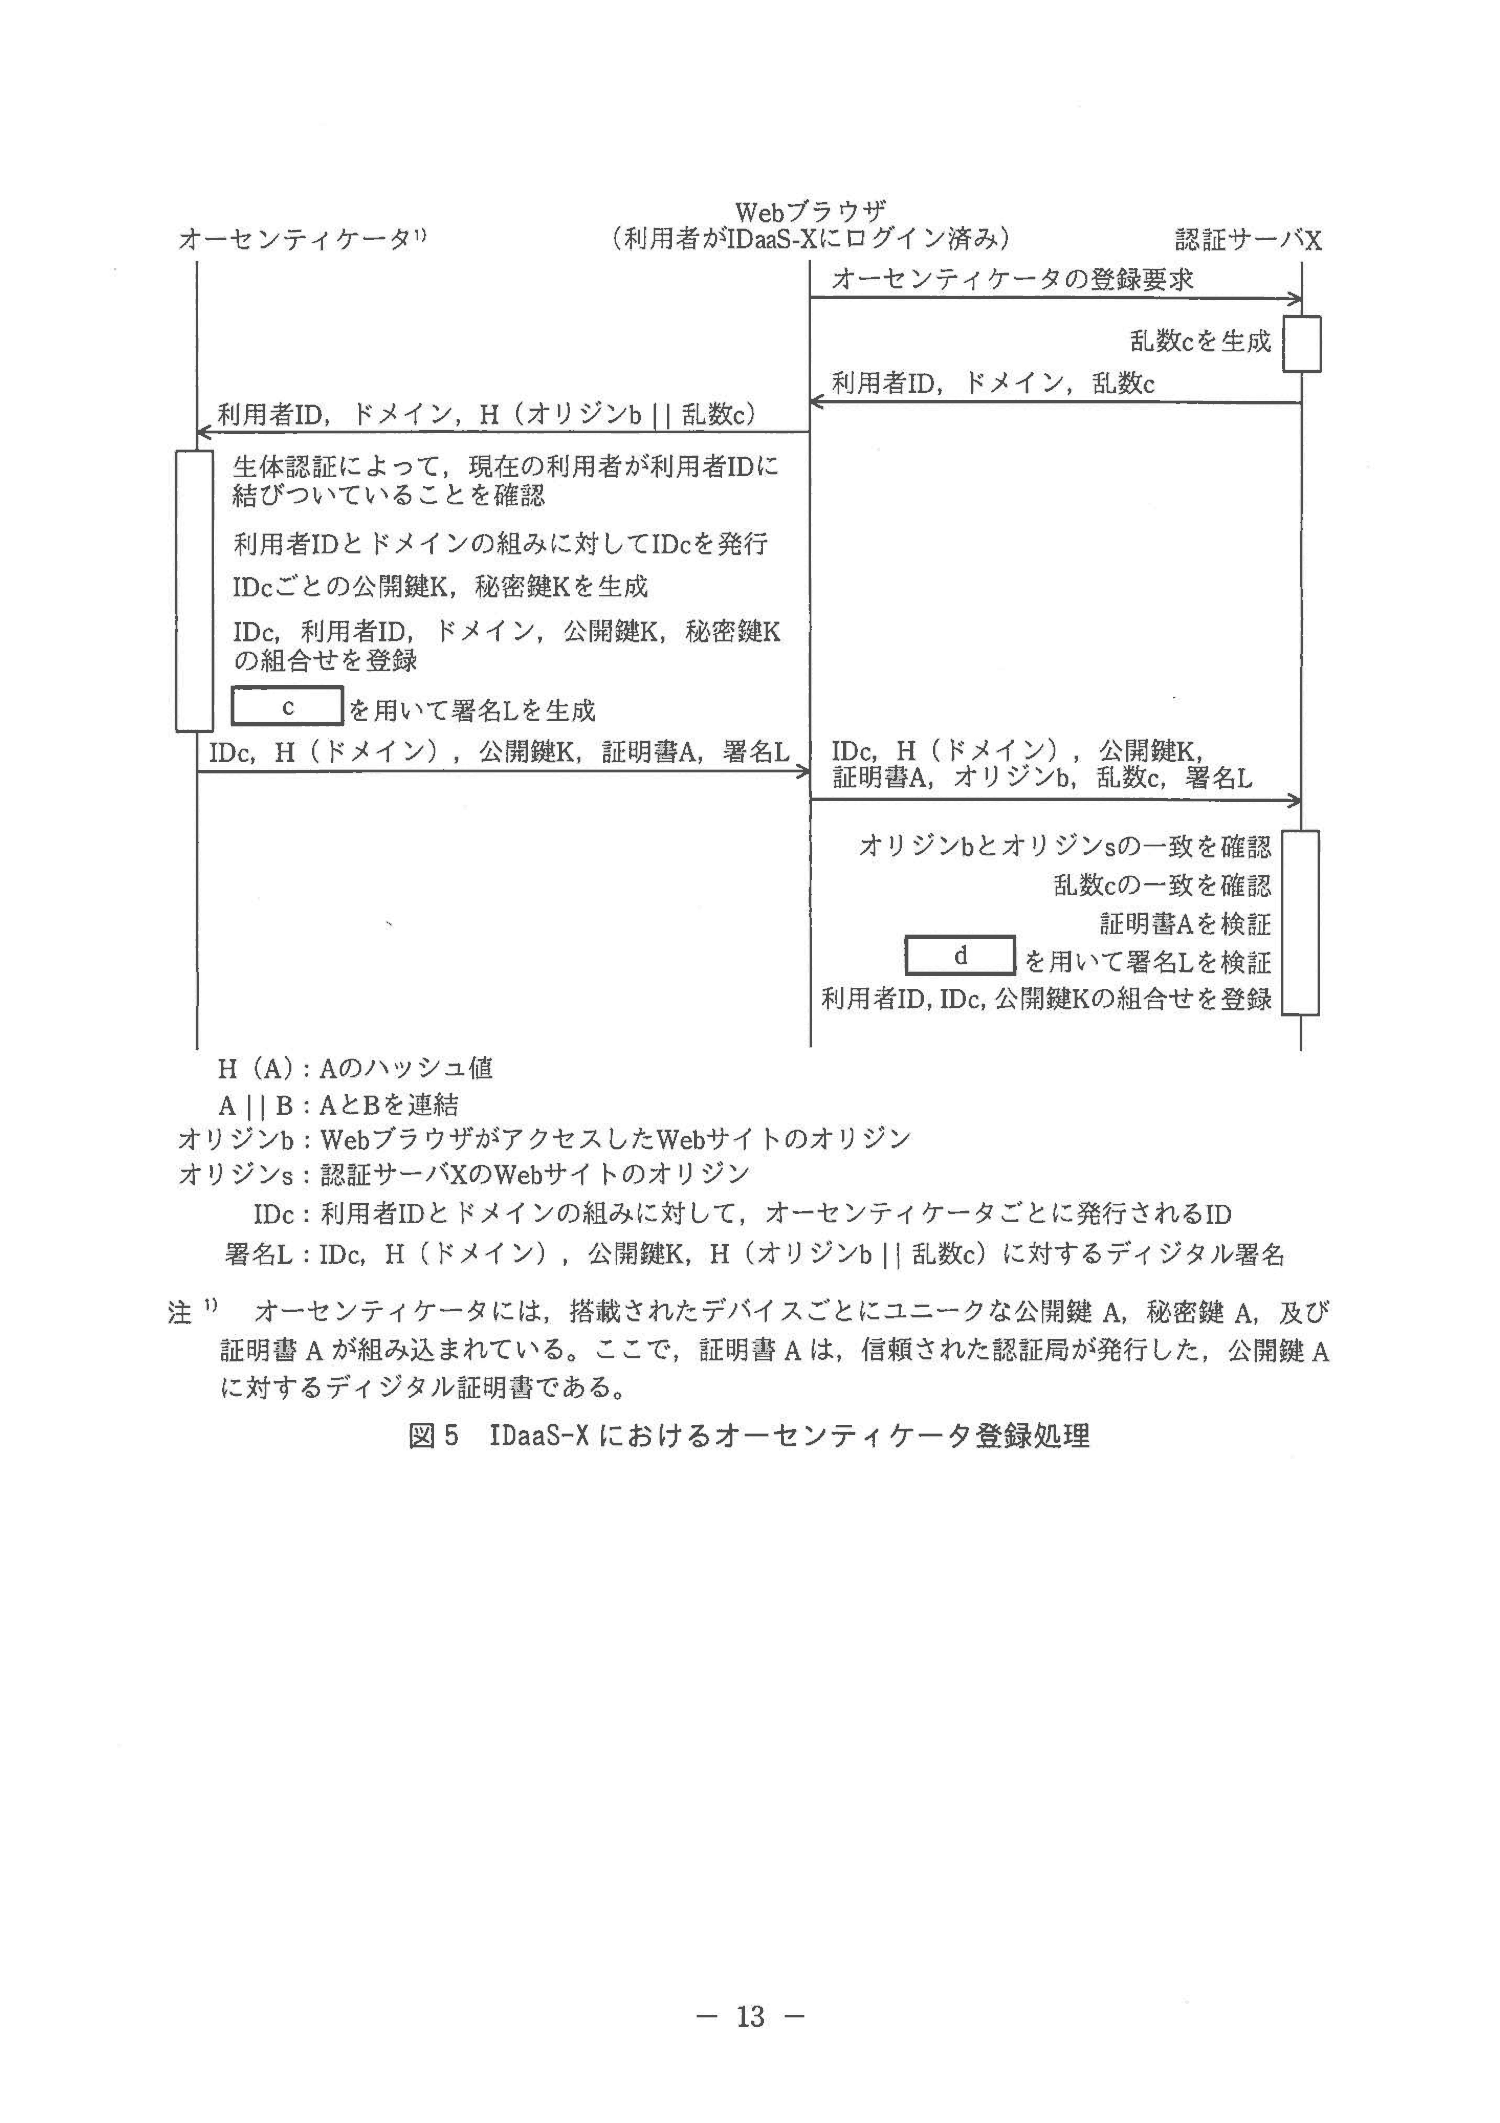 Webブラウザ
オーセンティケータ1)
（利用者がIDaaS-Xにログイン済み）
認証サーバX
オーセンティケータの登録要求
乱数cを生成
利用者ID，ドメイン，乱数c
利用者ID，ドメイン，H（オリジンb || 乱数c）
生体認証によって，現在の利用者が利用者IDに
結びついていることを確認
利用者IDとドメインの組みに対してIDcを発行
IDcごとの公開鍵K，秘密鍵Kを生成
IDc，利用者ID，ドメイン，公開鍵K，秘密鍵K
の組合せを登録
c を用いて署名Lを生成
IDc，H（ドメイン），公開鍵K，証明書A，署名L
IDc，H（ドメイン），公開鍵K，
証明書A，オリジンb，乱数c，署名L
オリジンbとオリジンsの一致を確認
乱数cの一致を確認
証明書Aを検証
d を用いて署名Lを検証
利用者ID, IDc, 公開鍵Kの組合せを登録
H（A）：Aのハッシュ値
A || B：AとBを連結
オリジンb：WebブラウザがアクセスしたWebサイトのオリジン
オリジンs：認証サーバXのWebサイトのオリジン
IDc：利用者IDとドメインの組みに対して，オーセンティケータごとに発行されるID
署名L：IDc，H（ドメイン），公開鍵K，H（オリジンb || 乱数c）に対するディジタル署名
注 1) オーセンティケータには，搭載されたデバイスごとにユニークな公開鍵 A，秘密鍵 A，及び
証明書 A が組み込まれている。ここで，証明書 A は，信頼された認証局が発行した，公開鍵 A
に対するディジタル証明書である。
図 5 IDaaS-X におけるオーセンティケータ登録処理
－ 13 －